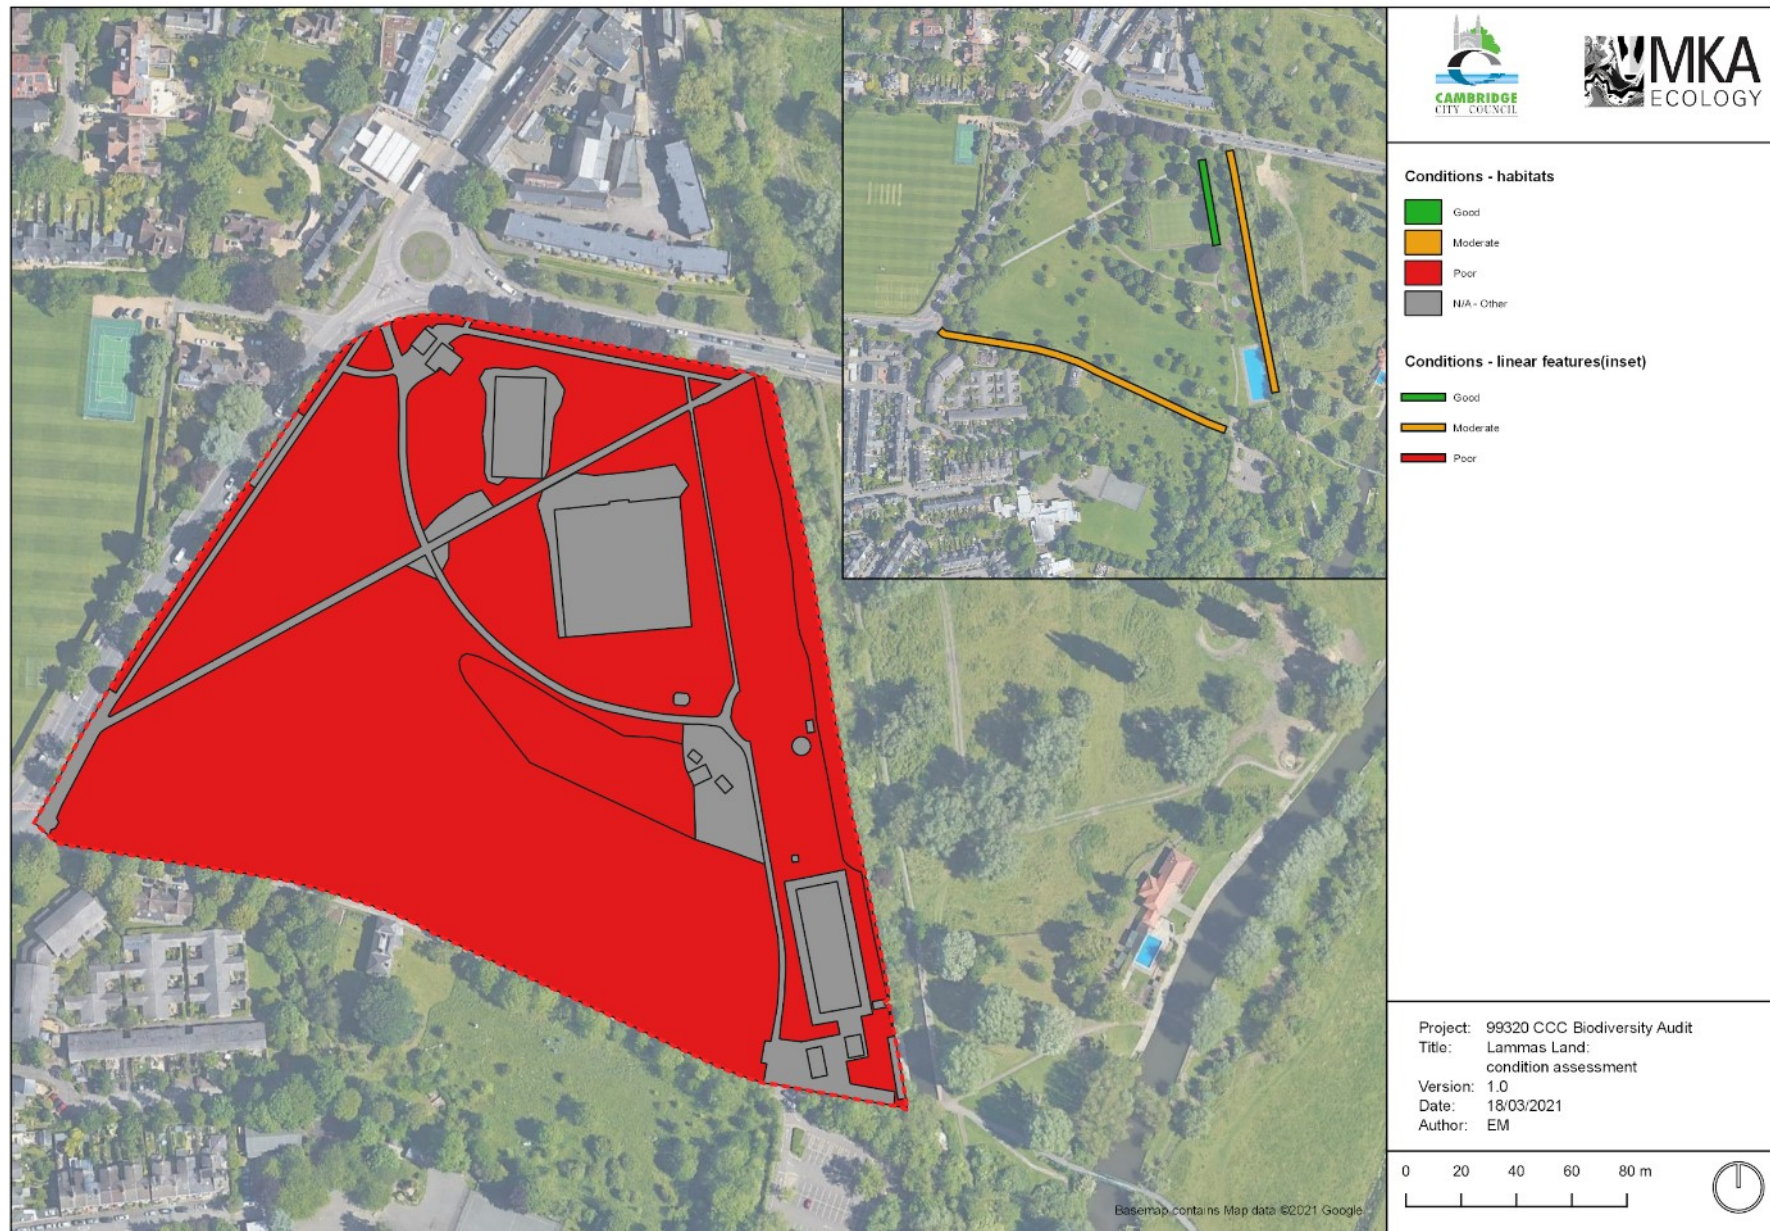 CAMBRIDGE
CITY COUNCIL
MKA
ECOLOGY
Conditions - habitats
Good
Moderate
Poor
N/A - Other
Conditions - linear features(inset)
Good
Moderate
Poor
Project: 99320 CCC Biodiversity Audit
Title: Lammas Land:
condition assessment
Version: 1.0
Date: 18/03/2021
Author: EM
0 20 40 60 80 m
Basemap contains Map data ©2021 Google